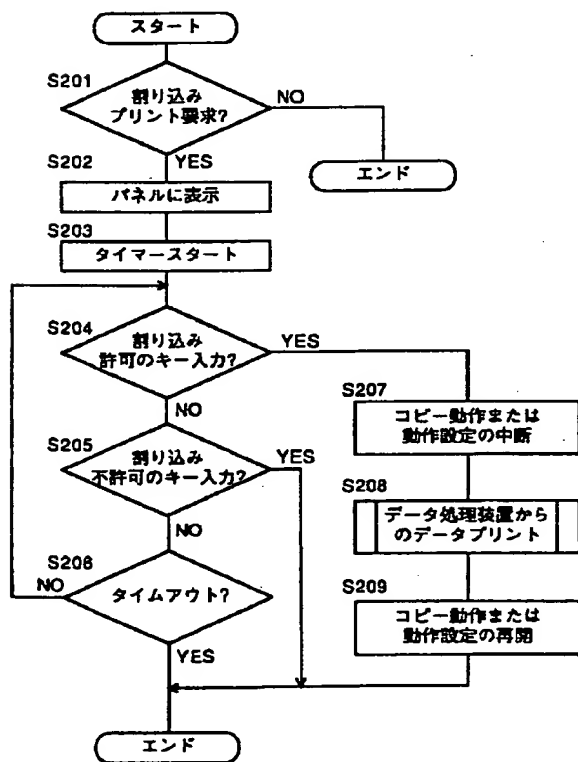 スタート
S201
割り込み
プリント要求?
NO
YES
エンド
S202
パネルに表示
S203
タイマースタート
S204
割り込み
許可のキー入力?
YES
NO
S207
コピー動作または
動作設定の中断
S205
割り込み
不許可のキー入力?
YES
NO
S208
データ処理装置から
のデータプリント
S206
タイムアウト?
NO
YES
S209
コピー動作または
動作設定の再開
エンド